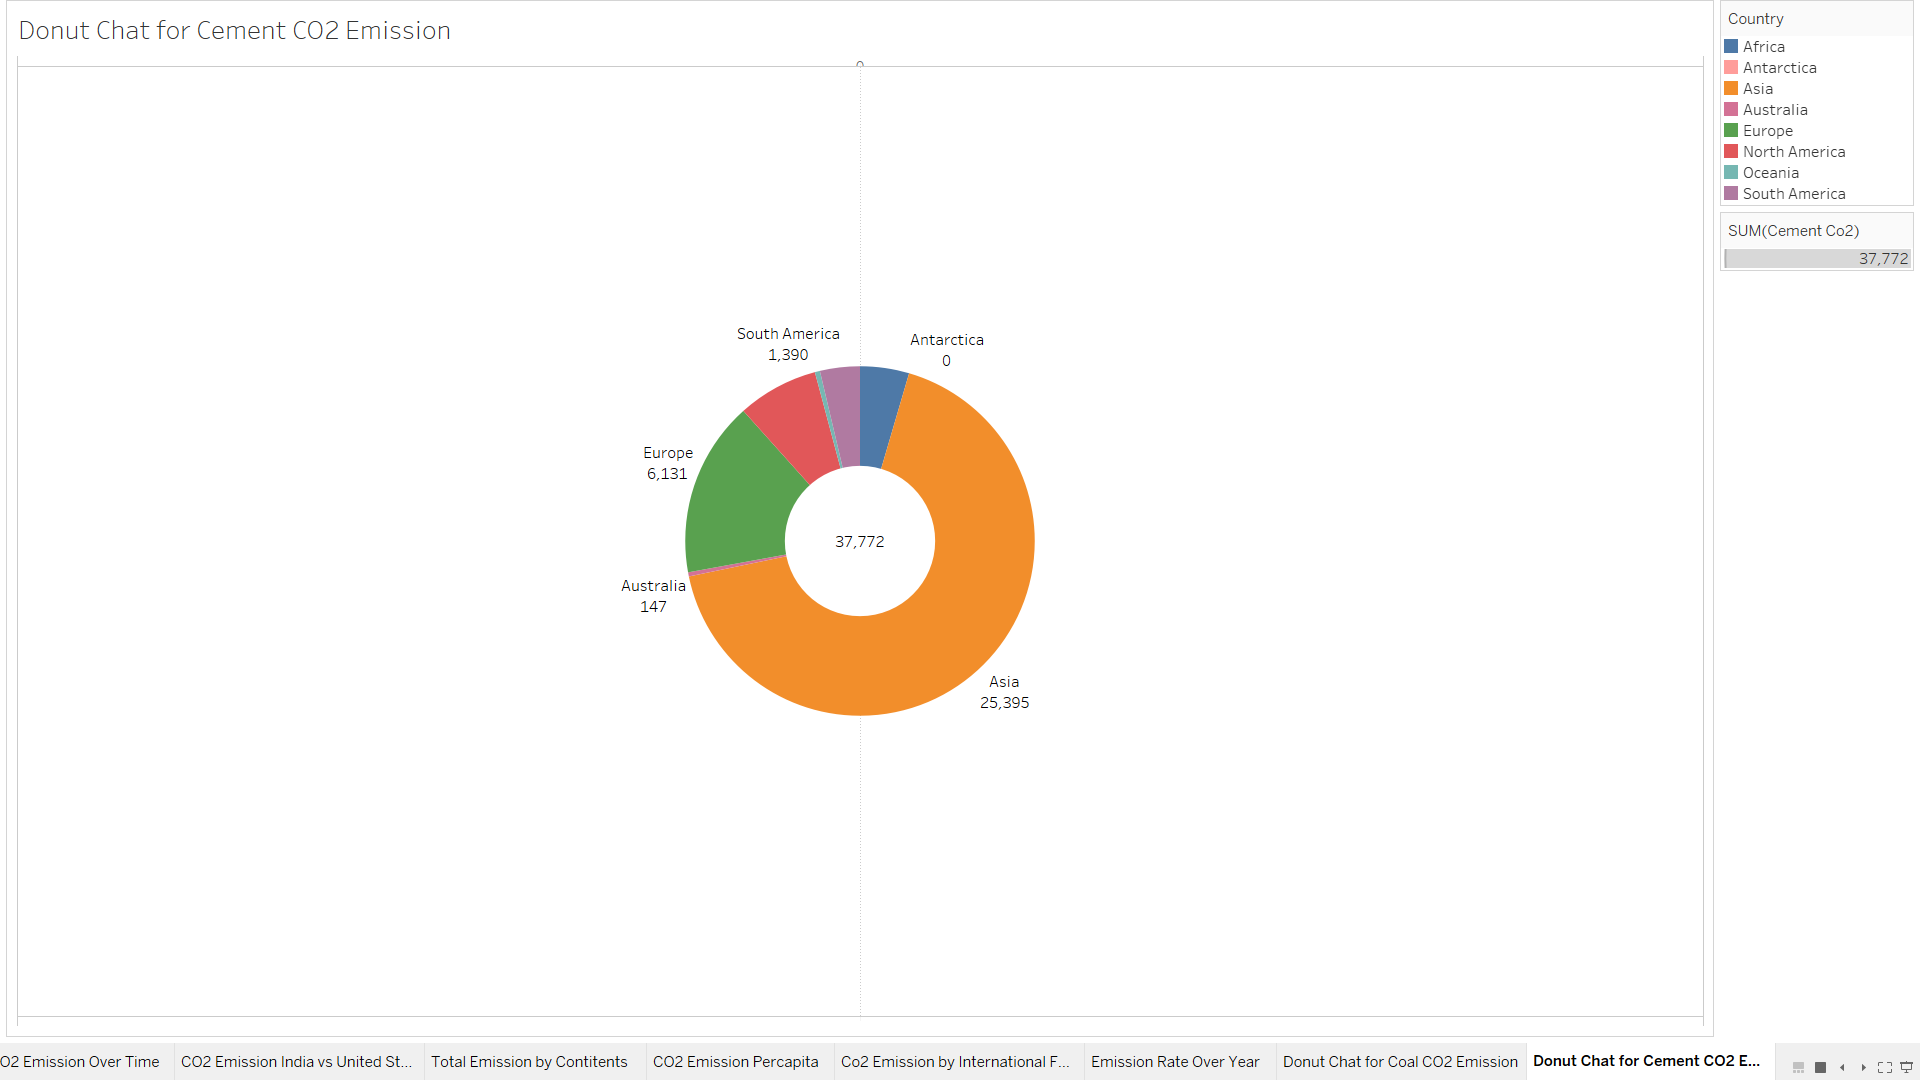 Donut Chat for Cement CO2 Emission
South America
1,390
Antarctica
0
Europe
6,131
37,772
Australia
147
Asia
25,395
Country
Africa
Antarctica
Asia
Australia
Europe
North America
Oceania
South America
SUM(Cement Co2)
37,772
O2 Emission Over Time
CO2 Emission India vs United St...
Total Emission by Contitents
CO2 Emission Percapita
Co2 Emission by International F...
Emission Rate Over Year
Donut Chat for Coal CO2 Emission
Donut Chat for Cement CO2 E...